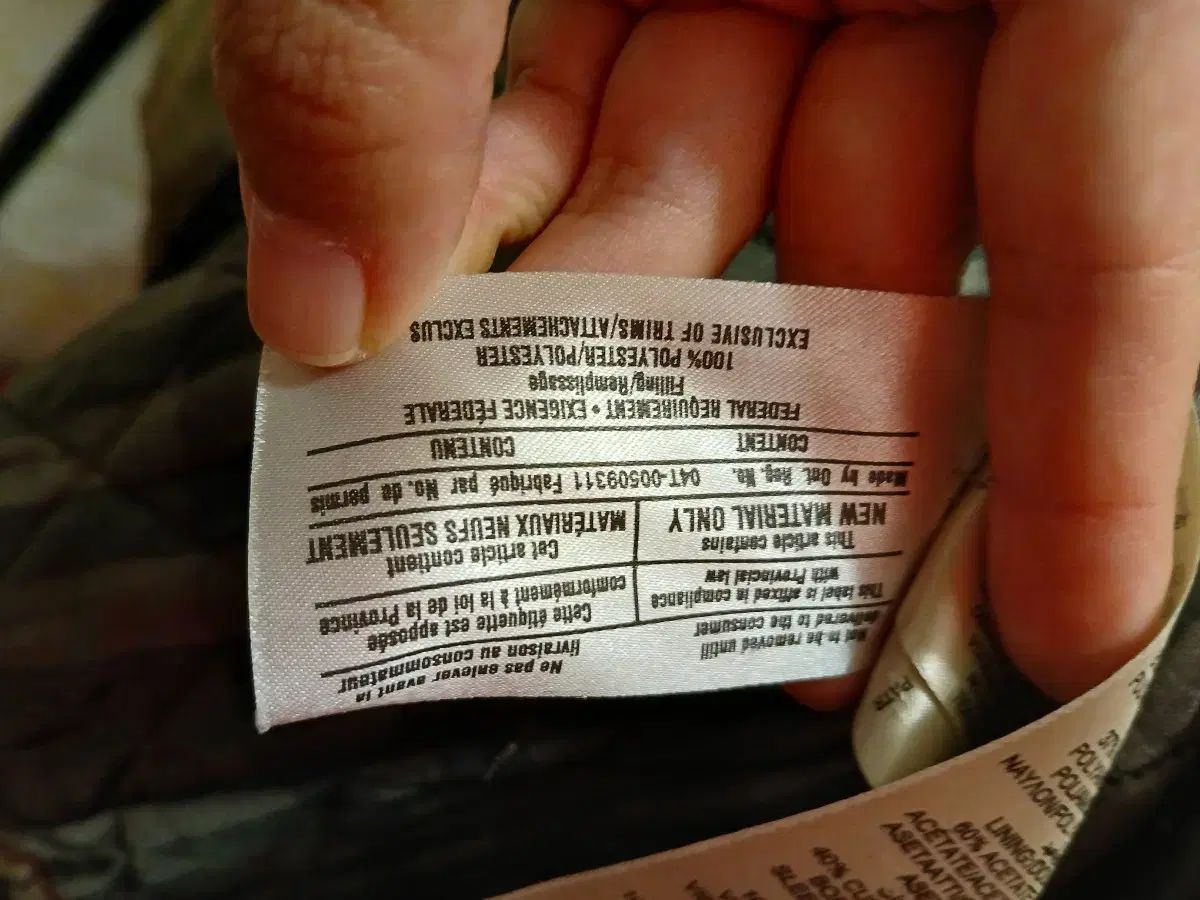 Not to be removed untill
delivered to the consumer
Ne pas enlever avant la
livraison au consommateur
This label is affixed in compliance
with Provincial law
Cette étiquette est apposée
conformément à la loi de la Province
This article contains
NEW MATERIAL ONLY
Cet article contient
MATÉRIAUX NEUFS SEULEMENT
Made by Ont. Reg. No. 04T-00509311 Fabriqué par No. de permis
CONTENT CONTENU
FEDERAL REQUIREMENT • EXIGENCE FÉDERALE
Filling/Remplissage
100% POLYESTER/POLYESTER
EXCLUSIVE OF TRIMS/ATTACHEMENTS EXCLUS
60% ACETAT
ACÉTATE/ACE
40%